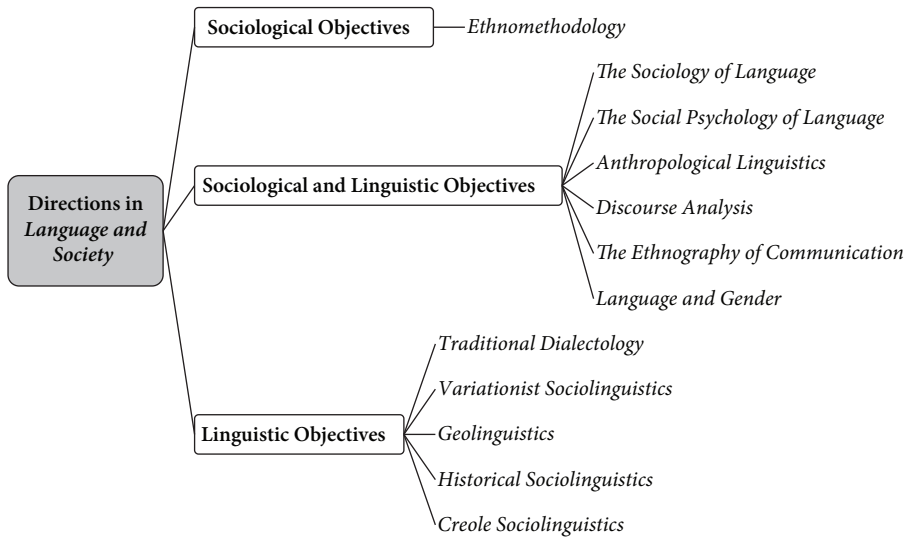 Directions in
Language and
Society
Sociological Objectives
Ethnomethodology
Sociological and Linguistic Objectives
The Sociology of Language
The Social Psychology of Language
Anthropological Linguistics
Discourse Analysis
The Ethnography of Communication
Language and Gender
Linguistic Objectives
Traditional Dialectology
Variationist Sociolinguistics
Geolinguistics
Historical Sociolinguistics
Creole Sociolinguistics